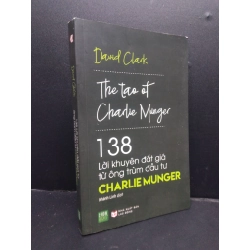 David Clark
The tao of
Charlie Munger
138
Lời khuyên đắt giá
từ ông trùm đầu tư
CHARLIE MUNGER